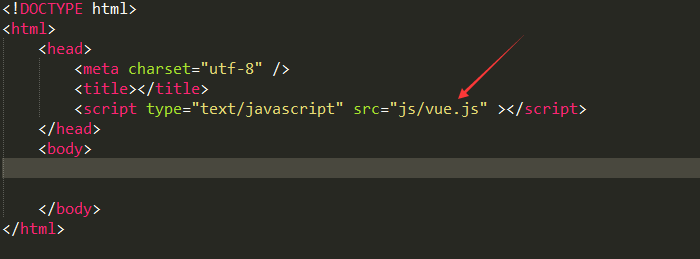 <!DOCTYPE html>
<html>
<head>
<meta charset="utf-8" />
<title></title>
<script type="text/javascript" src="js/vue.js" ></script>
</head>
<body>
</body>
</html>